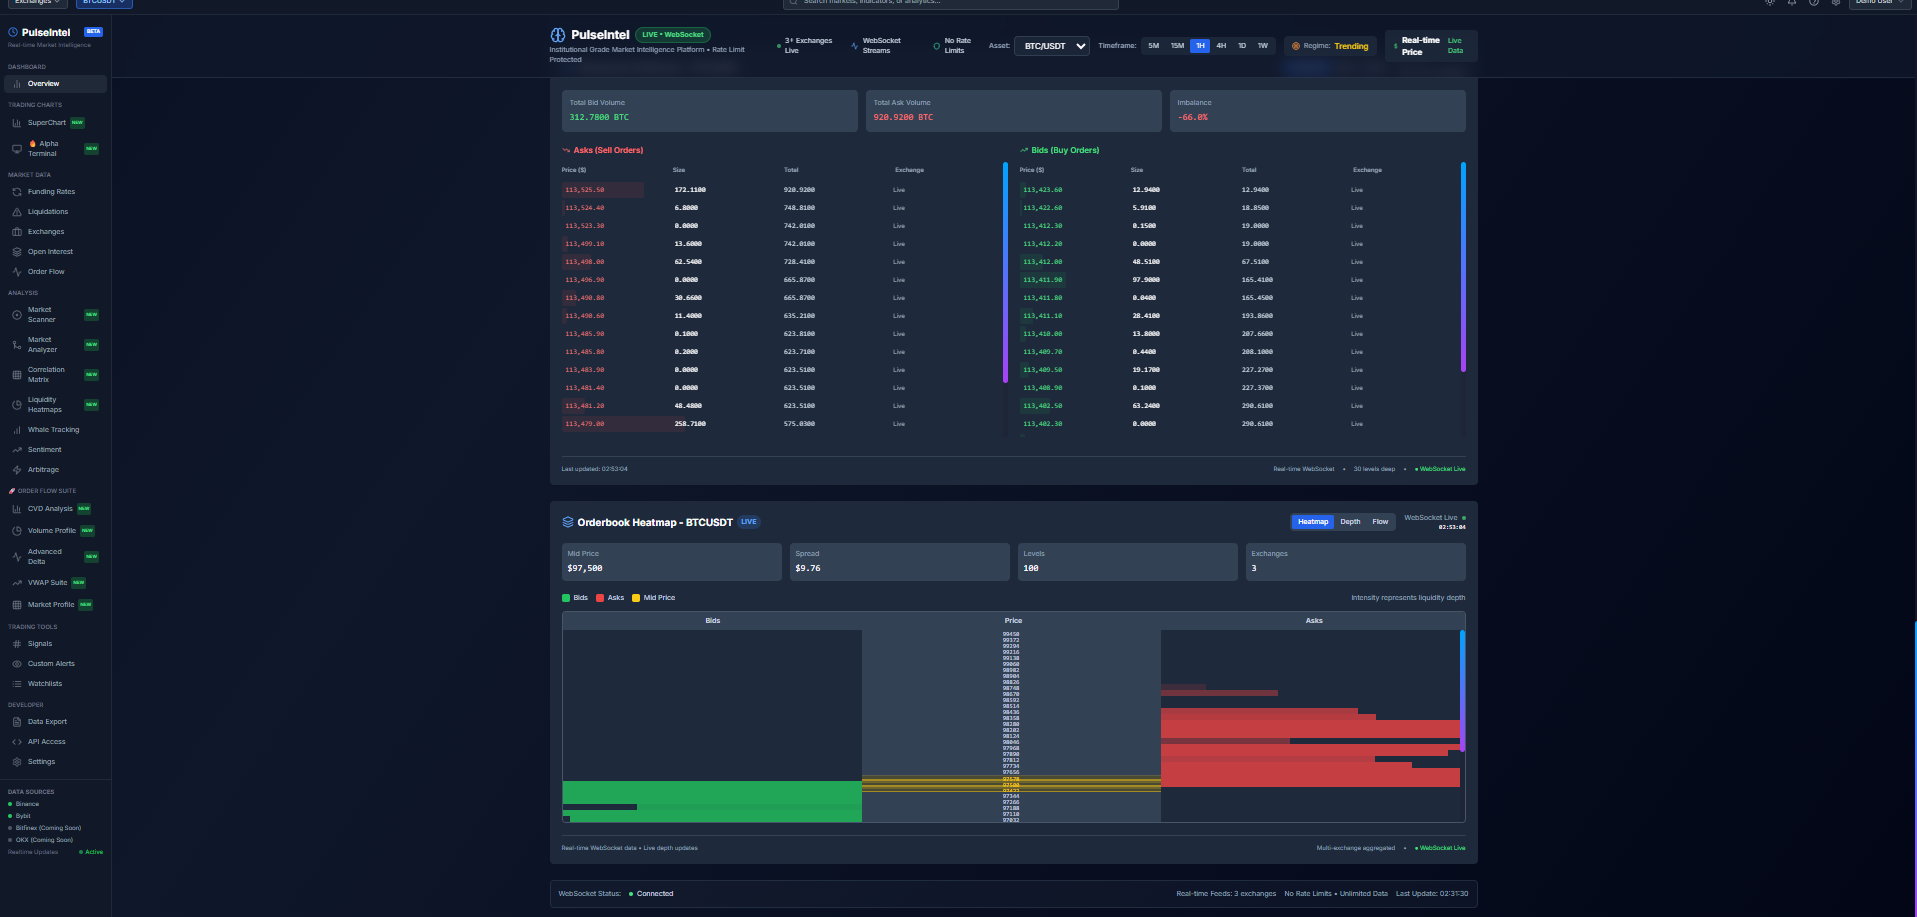 Exchanges
BTCUSDT
Search markets, indicators, or analytics...
Demo User
PulseIntel
BETA
Real-time Market Intelligence
DASHBOARD
Overview
TRADING CHARTS
SuperChart NEW
🔥 Alpha
Terminal
NEW
MARKET DATA
Funding Rates
Liquidations
Exchanges
Open Interest
Order Flow
ANALYSIS
Market
Scanner
NEW
Market
Analyzer
NEW
Correlation
Matrix
NEW
Liquidity
Heatmaps
NEW
Whale Tracking
Sentiment
Arbitrage
🚀 ORDER FLOW SUITE
CVD Analysis NEW
Volume Profile NEW
Advanced
Delta
NEW
VWAP Suite NEW
Market Profile NEW
TRADING TOOLS
Signals
Custom Alerts
Watchlists
DEVELOPER
Data Export
API Access
Settings
DATA SOURCES
Binance
Bybit
Bitfinex (Coming Soon)
OKX (Coming Soon)
Realtime Updates
Active
PulseIntel
LIVE • WebSocket
Institutional Grade Market Intelligence Platform • Rate Limit
Protected
3+ Exchanges
Live
WebSocket
Streams
No Rate
Limits
Asset:
BTC/USDT
Timeframe:
5M 15M 1H 4H 1D 1W
Regime: Trending
$
Real-time
Price
Live
Data
Total Bid Volume
312.7800 BTC
Total Ask Volume
920.9200 BTC
Imbalance
-66.0%
Asks (Sell Orders)
Price ($) Size Total Exchange
113,525.50 172.1100 920.9200 Live
113,524.40 6.8000 748.8100 Live
113,523.30 0.0000 742.0100 Live
113,499.10 13.6000 742.0100 Live
113,498.00 62.5400 728.4100 Live
113,496.90 0.0000 665.8700 Live
113,490.80 30.6600 665.8700 Live
113,490.60 11.4000 635.2100 Live
113,485.90 0.1000 623.8100 Live
113,485.80 0.2000 623.7100 Live
113,483.90 0.0000 623.5100 Live
113,481.40 0.0000 623.5100 Live
113,481.20 48.4800 623.5100 Live
113,479.00 258.7100 575.0300 Live
Bids (Buy Orders)
Price ($) Size Total Exchange
113,423.60 12.9400 12.9400 Live
113,422.60 5.9100 18.8500 Live
113,412.30 0.1500 19.0000 Live
113,412.20 0.0000 19.0000 Live
113,412.00 48.5100 67.5100 Live
113,411.90 97.9000 165.4100 Live
113,411.80 0.0400 165.4500 Live
113,411.10 28.4100 193.8600 Live
113,410.00 13.8000 207.6600 Live
113,409.70 0.4400 208.1000 Live
113,409.50 19.1700 227.2700 Live
113,408.90 0.1000 227.3700 Live
113,402.50 63.2400 290.6100 Live
113,402.30 0.0000 290.6100 Live
Last updated: 02:53:04
Real-time WebSocket • 30 levels deep • ● WebSocket Live
Orderbook Heatmap - BTCUSDT LIVE
Heatmap Depth Flow
WebSocket Live
02:53:04
Mid Price
$97,500
Spread
$9.76
Levels
100
Exchanges
3
Bids Asks Mid Price
Intensity represents liquidity depth
Bids Price Asks
99450
99372
99294
99216
99138
99060
98982
98904
98826
98748
98670
98592
98514
98436
98358
98280
98202
98124
98046
97968
97890
97812
97734
97656
97578
97500
97422
97344
97266
97188
97110
97032
Real-time WebSocket data • Live depth updates
Multi-exchange aggregated • ● WebSocket Live
WebSocket Status: ● Connected
Real-time Feeds: 3 exchanges No Rate Limits • Unlimited Data Last Update: 02:31:30